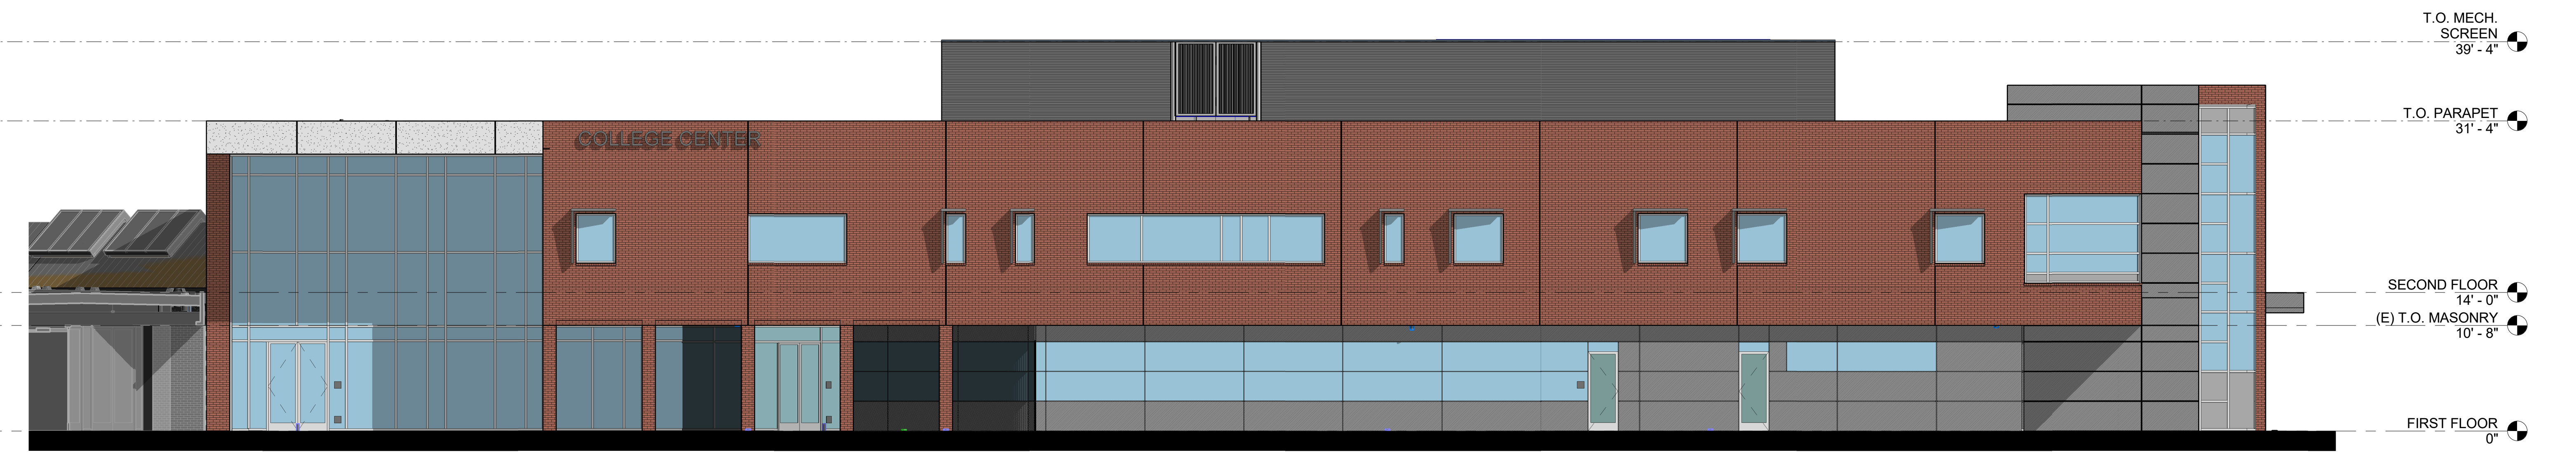 T.O. MECH.
SCREEN
39' - 4"
T.O. PARAPET
31' - 4"
COLLEGE CENTER
SECOND FLOOR
14' - 0"
(E) T.O. MASONRY
10' - 8"
FIRST FLOOR
0"